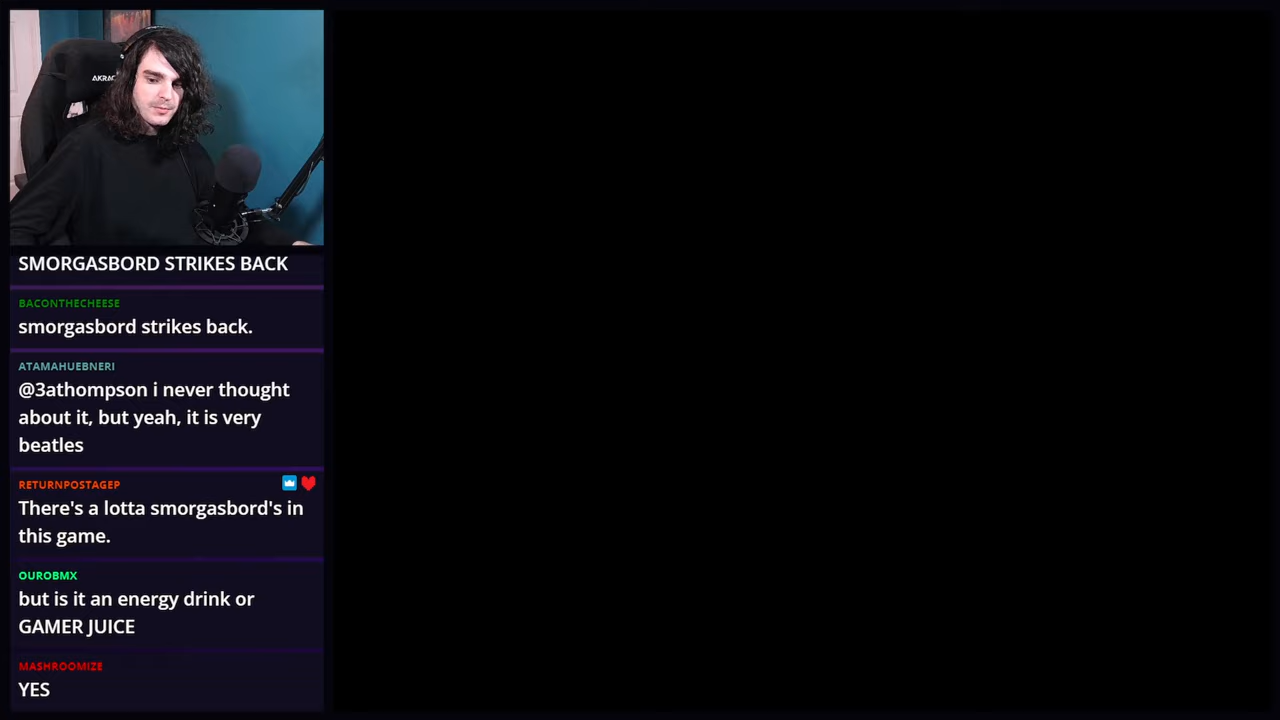 AKRAC
SMORGASBORD STRIKES BACK
BACONTHECHEESE
smorgasbord strikes back.
ATAMAHUEBNERI
@3athompson i never thought
about it, but yeah, it is very
beatles
RETURNPOSTAGEP
There's a lotta smorgasbord's in
this game.
OUROBMX
but is it an energy drink or
GAMER JUICE
MASHROOMIZE
YES